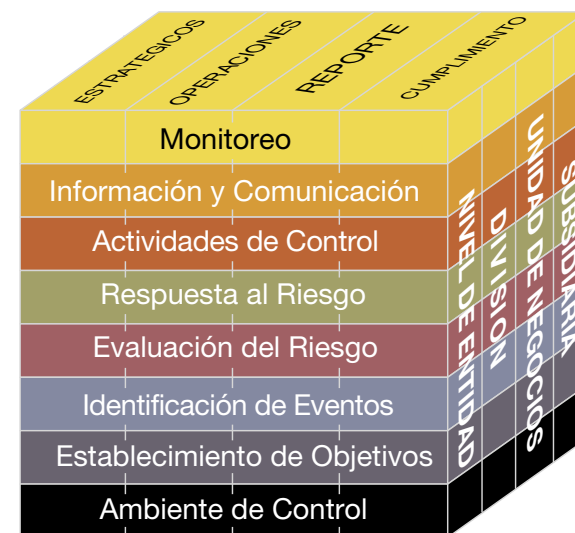 ESTRATEGICOS
OPERACIONES
REPORTE
CUMPLIMIENTO
Monitoreo
Información y Comunicación
Actividades de Control
Respuesta al Riesgo
Evaluación del Riesgo
Identificación de Eventos
Establecimiento de Objetivos
Ambiente de Control
NIVEL DE ENTIDAD
DIVISION
UNIDAD DE NEGOCIOS
SUBSIDIARIA